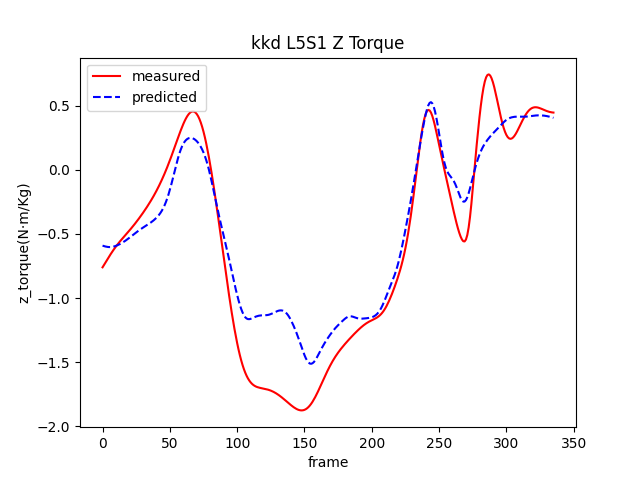 kkd L5S1 Z Torque
measured
predicted
z_torque(N·m/Kg)
0.5
0.0
−0.5
−1.0
−1.5
−2.0
0 50 100 150 200 250 300 350
frame